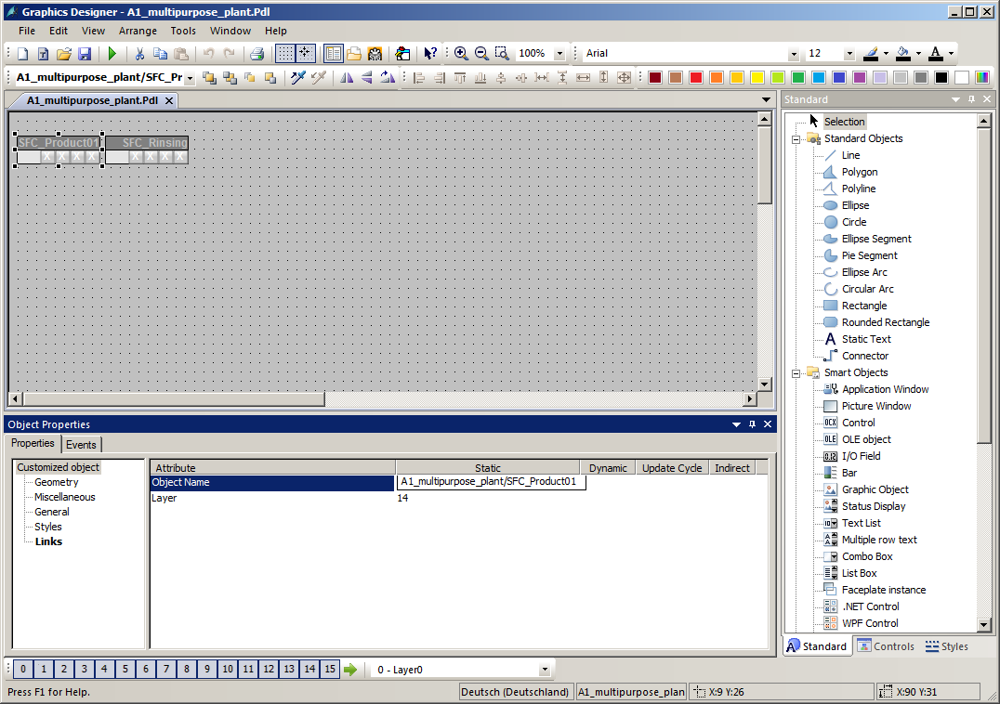 Graphics Designer - A1_multipurpose_plant.Pdl
File Edit View Arrange Tools Window Help
100% Arial 12
A1_multipurpose_plant/SFC_Pr
A1_multipurpose_plant.Pdl
SFC_Product01 SFC_Rinsing
X X X X X X X X
Standard
Selection
Standard Objects
Line
Polygon
Polyline
Ellipse
Circle
Ellipse Segment
Pie Segment
Ellipse Arc
Circular Arc
Rectangle
Rounded Rectangle
A Static Text
Connector
Smart Objects
Application Window
Picture Window
OCX Control
OLE OLE object
0.12 I/O Field
Bar
Graphic Object
Status Display
Text List
Multiple row text
Combo Box
List Box
Faceplate instance
.NET Control
WPF Control
Standard Controls Styles
Object Properties
Properties Events
Customized object
Geometry
Miscellaneous
General
Styles
Links
Attribute Static Dynamic Update Cycle Indirect
Object Name A1_multipurpose_plant/SFC_Product01
Layer 14
0 1 2 3 4 5 6 7 8 9 10 11 12 13 14 15 0 - Layer0
Press F1 for Help. Deutsch (Deutschland) A1_multipurpose_plan X:9 Y:26 X:90 Y:31